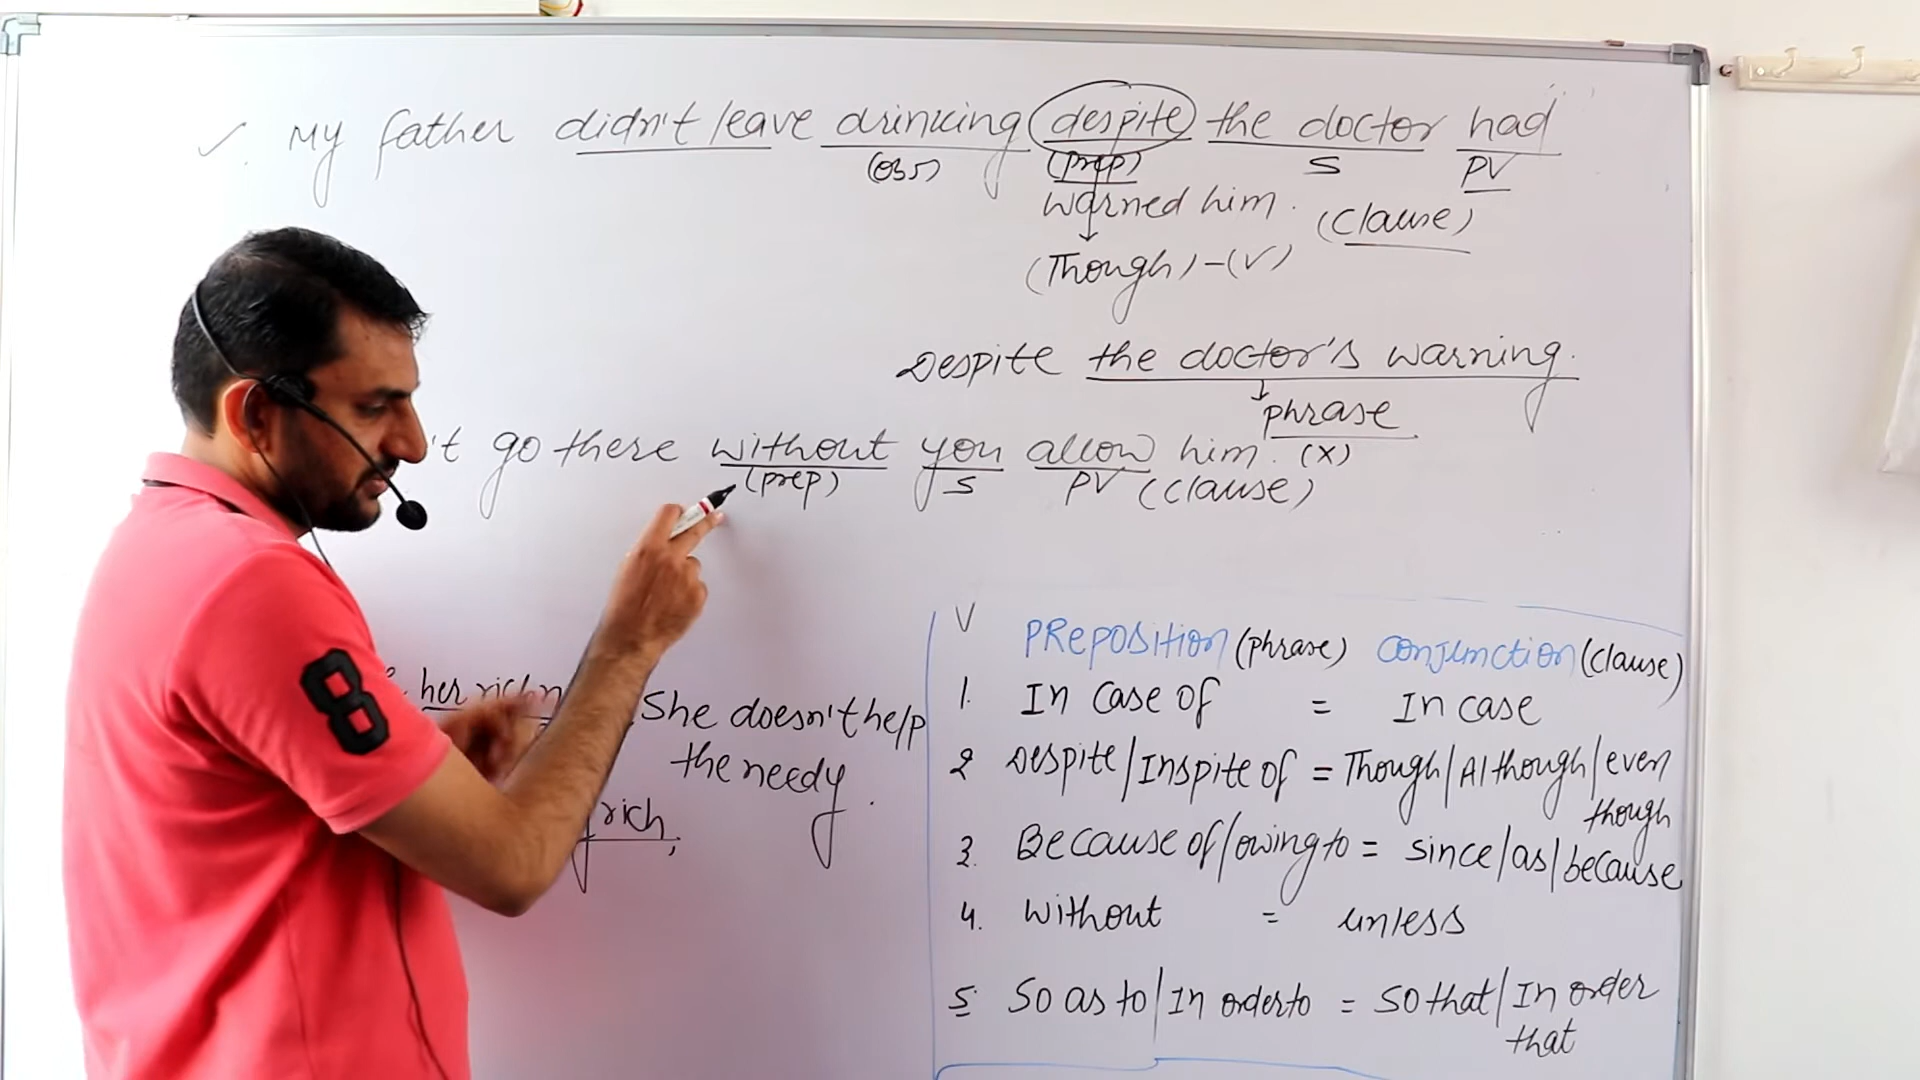 ✓. My father didn't leave drinking despite the doctor had
(OBJ) (prep) S PV
warned him. (Clause)
(Though) - (✓)
Despite the doctor's warning.
phrase
't go there without you allow him. (x)
(prep) S PV (Clause)
PREPOSITION (phrase) CONJUNCTION (Clause)
1. In case of = In case
her richn She doesn't help
the needy.
2 Despite/Inspite of = Though/Although/even
though
rich,
3. Because of/owing to = since/as/because
4. without = unless
5. So as to/In order to = So that/In order
that
8